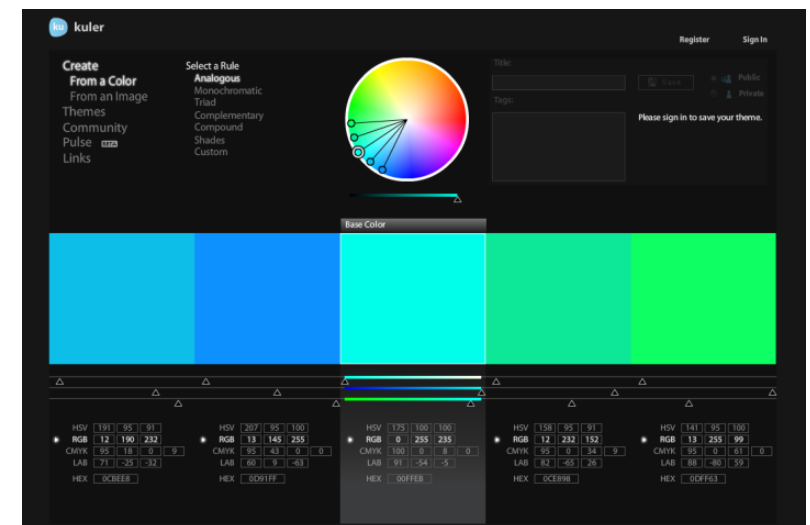 ku kuler
Register Sign In
Create
From a Color
From an Image
Themes
Community
Pulse
Links
Select a Rule
Analogous
Monochromatic
Triad
Complementary
Compound
Shades
Custom
Title:
Tags:
Save
Public
Private
Please sign in to save your theme.
Base Color
HSV 191 95 91
RGB 12 190 232
CMYK 95 18 0 9
LAB 71 -25 -32
HEX 0CBEE8
HSV 207 95 100
RGB 13 145 255
CMYK 95 43 0 0
LAB 60 9 -63
HEX 0D91FF
HSV 175 100 100
RGB 0 255 235
CMYK 100 0 8 0
LAB 91 -54 -5
HEX 00FFEB
HSV 158 95 91
RGB 12 232 152
CMYK 95 0 34 9
LAB 82 -65 26
HEX 0CE898
HSV 141 95 100
RGB 13 255 99
CMYK 95 0 61 0
LAB 88 -80 59
HEX 0DFF63